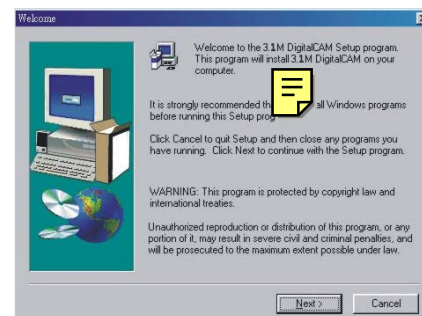 Welcome
Welcome to the 3.1M DigitalCAM Setup program.
This program will install 3.1M DigitalCAM on your
computer.
It is strongly recommended th all Windows programs
before running this Setup prog
Click Cancel to quit Setup and then close any programs you
have running. Click Next to continue with the Setup program.
WARNING: This program is protected by copyright law and
international treaties.
Unauthorized reproduction or distribution of this program, or any
portion of it, may result in severe civil and criminal penalties, and
will be prosecuted to the maximum extent possible under law.
Next >
Cancel